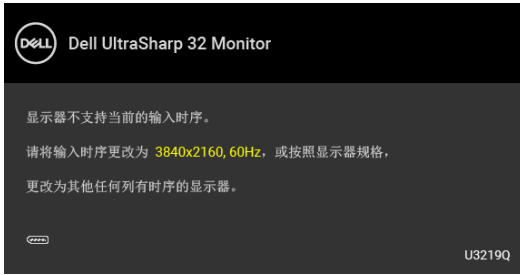 DELL
Dell UltraSharp 32 Monitor
显示器不支持当前的输入时序。
请将输入时序更改为 3840x2160, 60Hz，或按照显示器规格，
更改为其他任何列有时序的显示器。
U3219Q